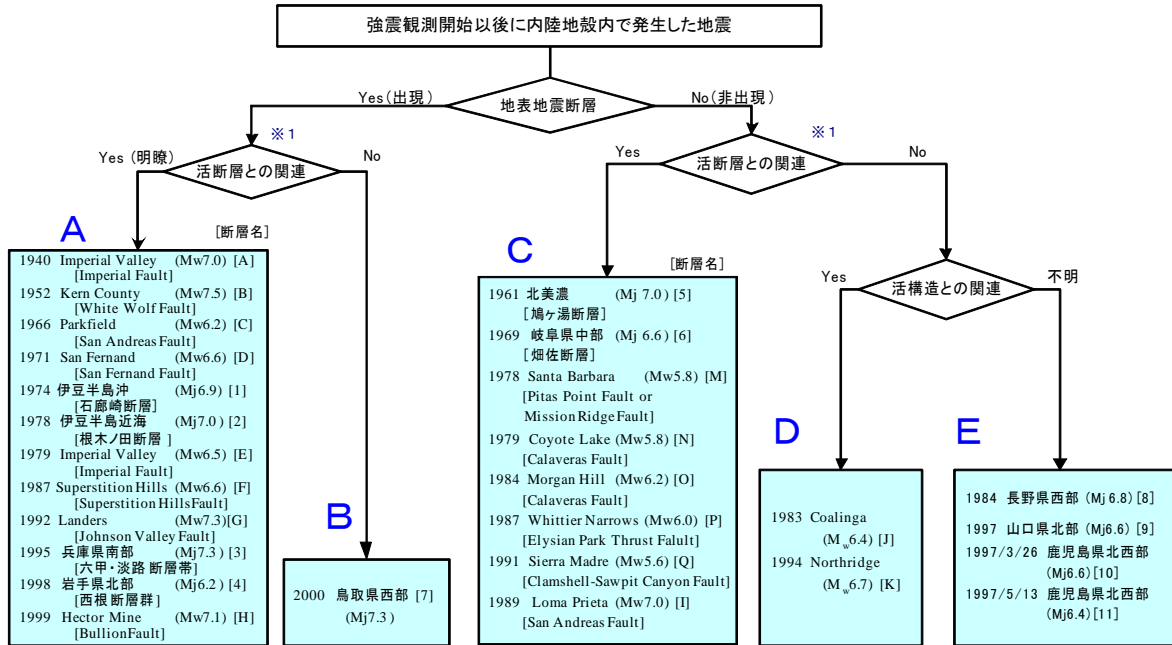 強震観測開始以後に内陸地殻内で発生した地震
地表地震断層
Yes(出現)
No(非出現)
※1
活断層との関連
Yes (明瞭)
No
※1
活断層との関連
Yes
No
活構造との関連
Yes
不明
A
[断層名]
1940 Imperial Valley (Mw7.0) [A]
[Imperial Fault]
1952 Kern County (Mw7.5) [B]
[White Wolf Fault]
1966 Parkfield (Mw6.2) [C]
[San Andreas Fault]
1971 San Fernand (Mw6.6) [D]
[San Fernand Fault]
1974 伊豆半島沖 (Mj6.9) [1]
[石廊崎断層]
1978 伊豆半島近海 (Mj7.0) [2]
[根木ノ田断層 ]
1979 Imperial Valley (Mw6.5) [E]
[Imperial Fault]
1987 Superstition Hills (Mw6.6) [F]
[Superstition Hills Fault]
1992 Landers (Mw7.3)[G]
[Johnson Valley Fault]
1995 兵庫県南部 (Mj7.3) [3]
[六甲・淡路 断層帯]
1998 岩手県北部 (Mj6.2) [4]
[西根 断層群]
1999 Hector Mine (Mw7.1) [H]
[Bullion Fault]
B
2000 鳥取県西部 [7]
(Mj7.3 )
C
[断層名]
1961 北美濃 (Mj 7.0) [5]
[鳩ヶ湯断層]
1969 岐阜県中部 (Mj 6.6) [6]
[畑佐断層]
1978 Santa Barbara (Mw5.8) [M]
[Pitas Point Fault or
Mission Ridge Fault]
1979 Coyote Lake (Mw5.8) [N]
[Calaveras Fault]
1984 Morgan Hill (Mw6.2) [O]
[Calaveras Fault]
1987 Whittier Narrows (Mw6.0) [P]
[Elysian Park Thrust Falult]
1991 Sierra Madre (Mw5.6) [Q]
[Clamshell-Sawpit Canyon Fault]
1989 Loma Prieta (Mw7.0) [I]
[San Andreas Fault]
D
1983 Coalinga
(Mw6.4) [J]
1994 Northridge
(Mw6.7) [K]
E
1984 長野県西部 (Mj 6.8) [8]
1997 山口県北部 (Mj6.6) [9]
1997/3/26 鹿児島県北西部
(Mj6.6) [10]
1997/5/13 鹿児島県北西部
(Mj6.4) [11]